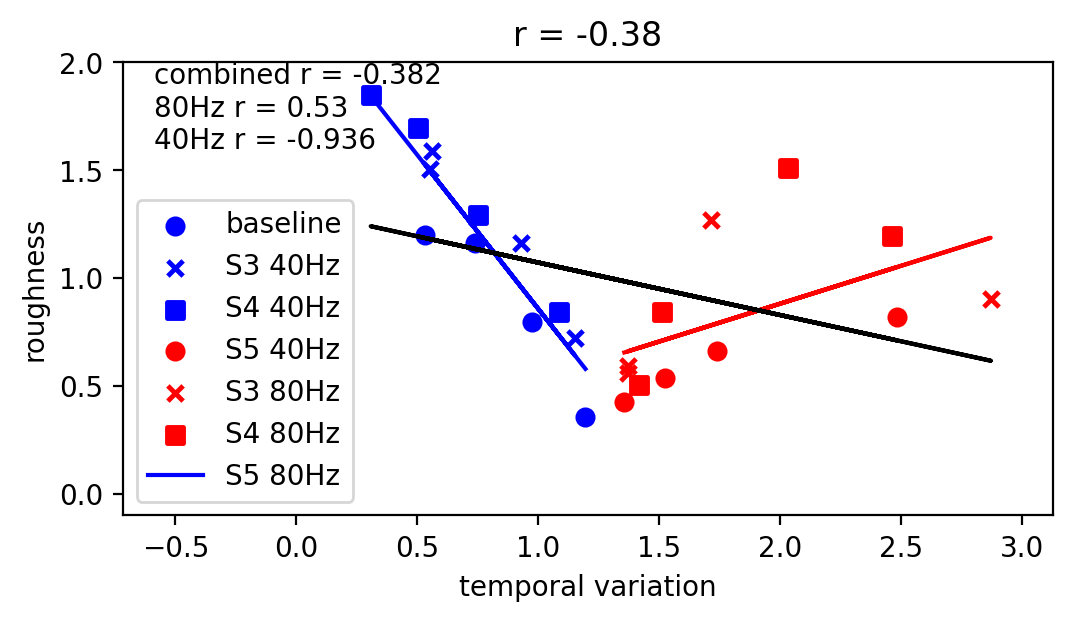 r = -0.38
combined r = -0.382
80Hz r = 0.53
40Hz r = -0.936
baseline
S3 40Hz
S4 40Hz
S5 40Hz
S3 80Hz
S4 80Hz
S5 80Hz
roughness
2.0
1.5
1.0
0.5
0.0
−0.5 0.0 0.5 1.0 1.5 2.0 2.5 3.0
temporal variation